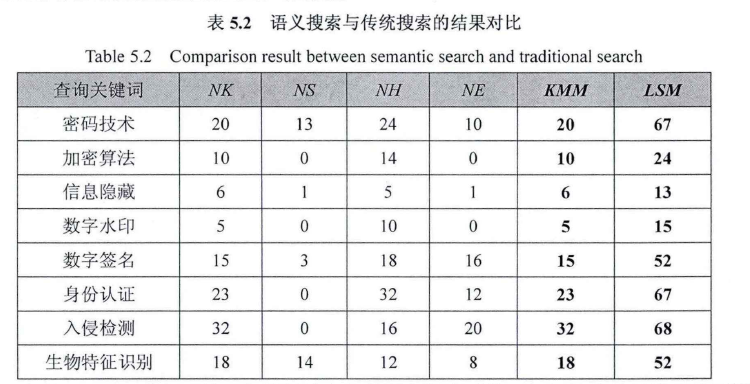 表 5.2 语义搜索与传统搜索的结果对比
Table 5.2 Comparison result between semantic search and traditional search
查询关键词 NK NS NH NE KMM LSM
密码技术 20 13 24 10 20 67
加密算法 10 0 14 0 10 24
信息隐藏 6 1 5 1 6 13
数字水印 5 0 10 0 5 15
数字签名 15 3 18 16 15 52
身份认证 23 0 32 12 23 67
入侵检测 32 0 16 20 32 68
生物特征识别 18 14 12 8 18 52